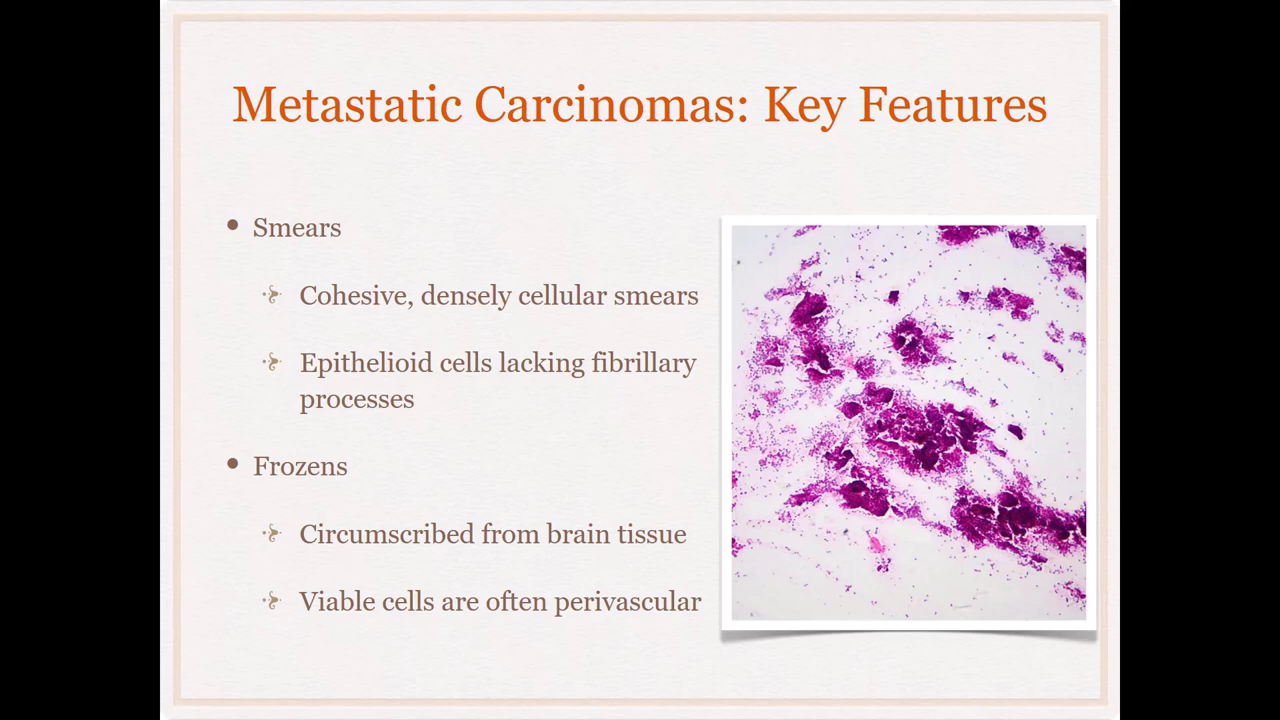 Metastatic Carcinomas: Key Features
Smears
Cohesive, densely cellular smears
Epithelioid cells lacking fibrillary
processes
Frozens
Circumscribed from brain tissue
Viable cells are often perivascular